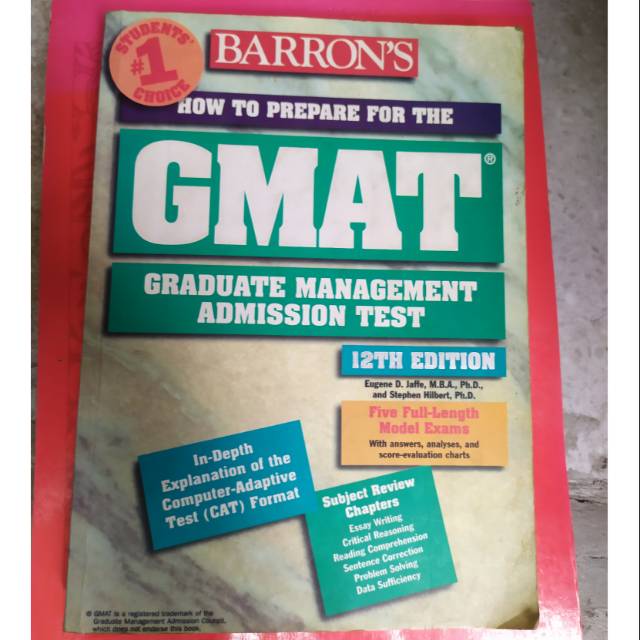 STUDENTS'
#1
CHOICE
BARRON'S
HOW TO PREPARE FOR THE
GMAT®
GRADUATE MANAGEMENT
ADMISSION TEST
12TH EDITION
Eugene D. Jaffe, M.B.A., Ph.D.,
and Stephen Hilbert, Ph.D.
Five Full-Length
Model Exams
With answers, analyses, and
score-evaluation charts
In-Depth
Explanation of the
Computer-Adaptive
Test (CAT) Format
Subject Review
Chapters
Essay Writing
Critical Reasoning
Reading Comprehension
Sentence Correction
Problem Solving
Data Sufficiency
® GMAT is a registered trademark of the
Graduate Management Admission Council,
which does not endorse this book.